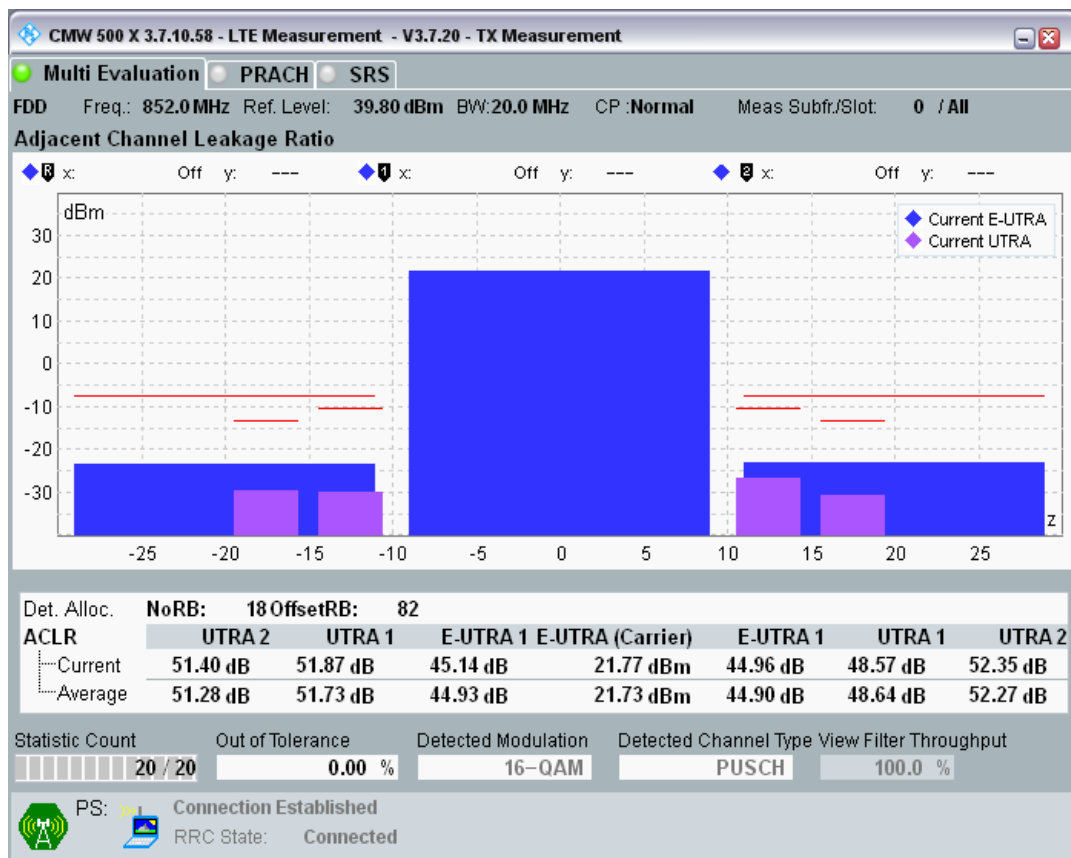 CMW 500 X 3.7.10.58 - LTE Measurement - V3.7.20 - TX Measurement
Multi Evaluation PRACH SRS
FDD Freq.: 852.0 MHz Ref. Level: 39.80 dBm BW:20.0 MHz CP :Normal Meas Subfr./Slot: 0 / All
Adjacent Channel Leakage Ratio
R x: Off y: --- 1 x: Off y: --- 2 x: Off y: ---
dBm
Current E-UTRA
Current UTRA
30
20
10
0
-10
-20
-30
z
-25 -20 -15 -10 -5 0 5 10 15 20 25
Det. Alloc. NoRB: 18 OffsetRB: 82
ACLR UTRA 2 UTRA 1 E-UTRA 1 E-UTRA (Carrier) E-UTRA 1 UTRA 1 UTRA 2
Current 51.40 dB 51.87 dB 45.14 dB 21.77 dBm 44.96 dB 48.57 dB 52.35 dB
Average 51.28 dB 51.73 dB 44.93 dB 21.73 dBm 44.90 dB 48.64 dB 52.27 dB
Statistic Count Out of Tolerance Detected Modulation Detected Channel Type View Filter Throughput
20 / 20 0.00 % 16-QAM PUSCH 100.0 %
PS: Connection Established
RRC State: Connected